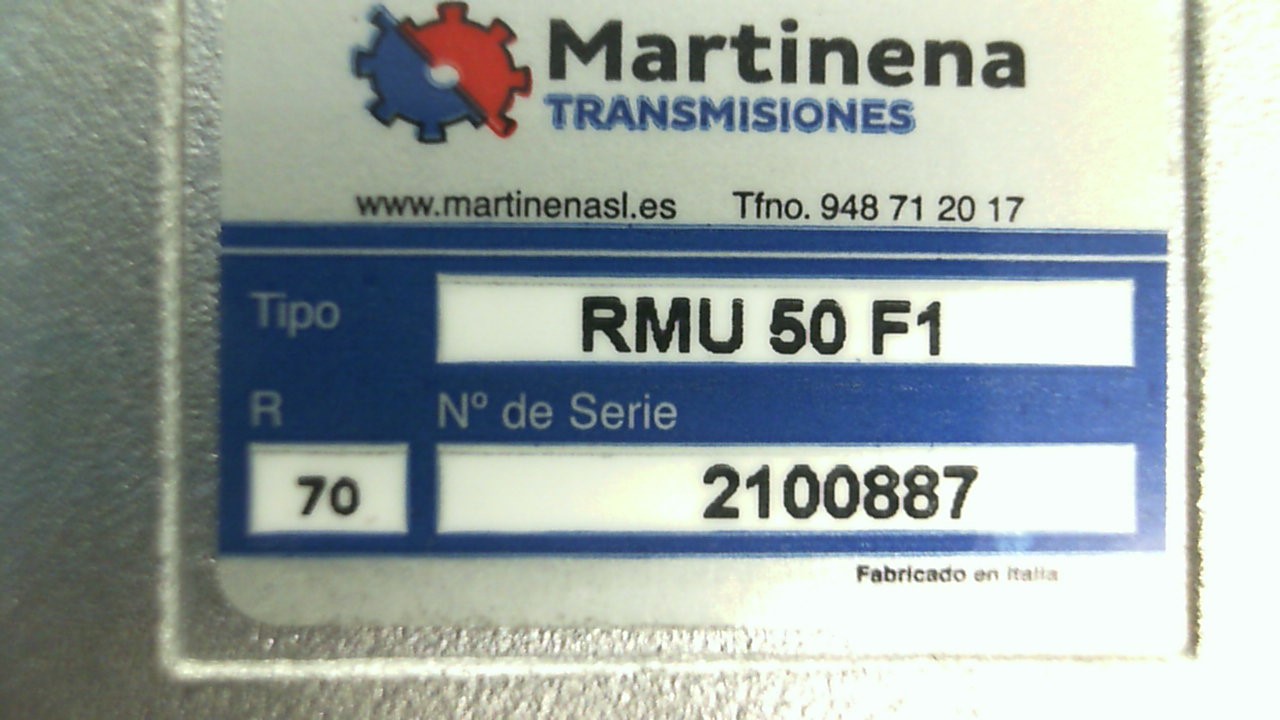 Martinena
TRANSMISIONES
www.martinenasl.es Tfno. 948 71 20 17
Tipo RMU 50 F1
R Nº de Serie
70 2100887
Fabricado en Italia